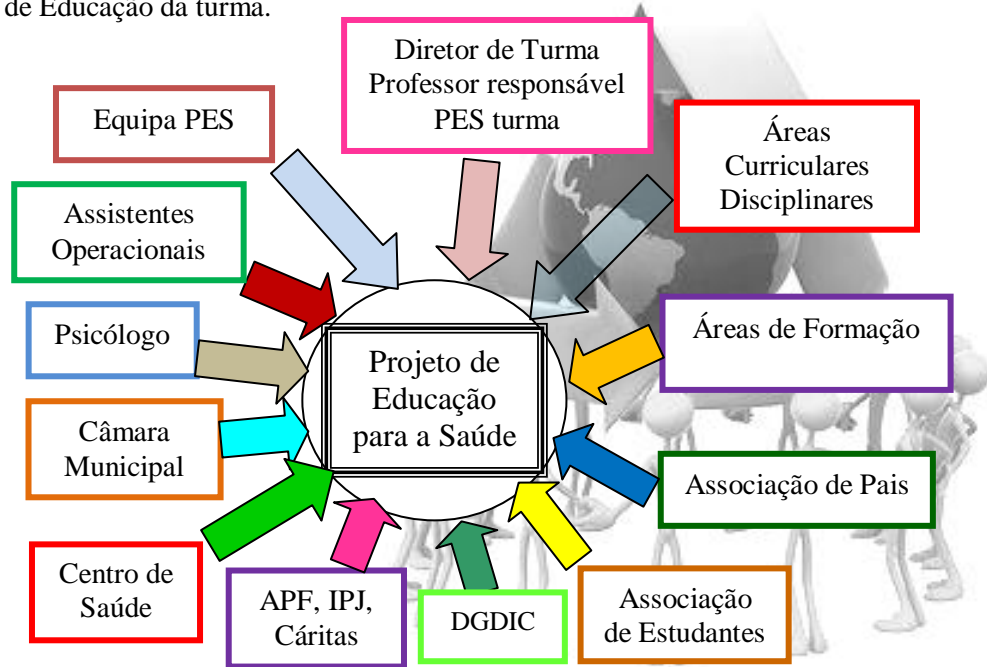 de Educação da turma.
Diretor de Turma
Professor responsável
PES turma
Equipa PES
Áreas
Curriculares
Disciplinares
Assistentes
Operacionais
Psicólogo
Áreas de Formação
Projeto de
Educação
para a Saúde
Câmara
Municipal
Associação de Pais
Centro de
Saúde
APF, IPJ,
Cáritas
DGDIC
Associação
de Estudantes